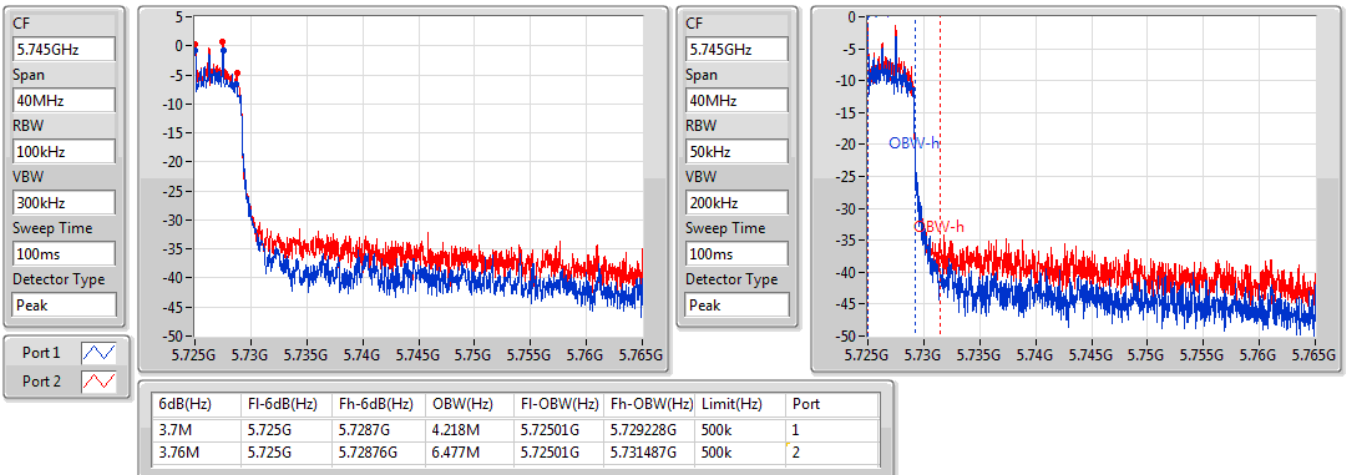 CF
5.745GHz
Span
40MHz
RBW
100kHz
VBW
300kHz
Sweep Time
100ms
Detector Type
Peak
Port 1
Port 2
5
0
-5
-10
-15
-20
-25
-30
-35
-40
-45
-50
5.725G 5.73G 5.735G 5.74G 5.745G 5.75G 5.755G 5.76G 5.765G
CF
5.745GHz
Span
40MHz
RBW
50kHz
VBW
200kHz
Sweep Time
100ms
Detector Type
Peak
0
-5
-10
-15
-20
-25
-30
-35
-40
-45
-50
OBW-h
OBW-h
5.725G 5.73G 5.735G 5.74G 5.745G 5.75G 5.755G 5.76G 5.765G
6dB(Hz) Fl-6dB(Hz) Fh-6dB(Hz) OBW(Hz) Fl-OBW(Hz) Fh-OBW(Hz) Limit(Hz) Port
3.7M 5.725G 5.7287G 4.218M 5.72501G 5.729228G 500k 1
3.76M 5.725G 5.72876G 6.477M 5.72501G 5.731487G 500k 2